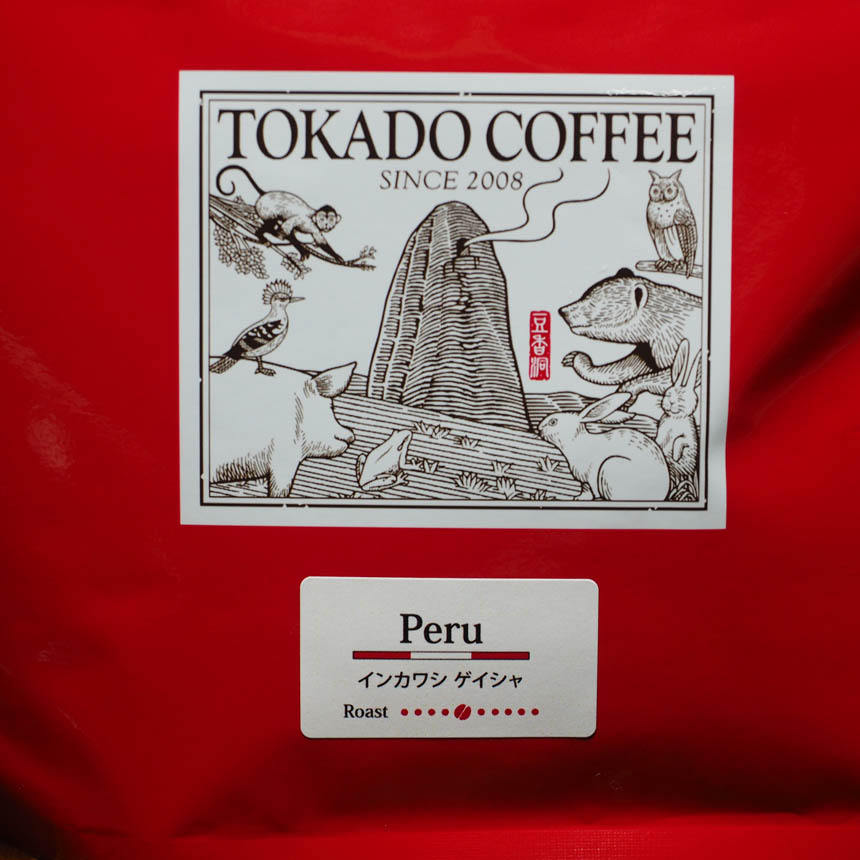 TOKADO COFFEE
SINCE 2008
豆香洞
Peru
インカワシ ゲイシャ
Roast